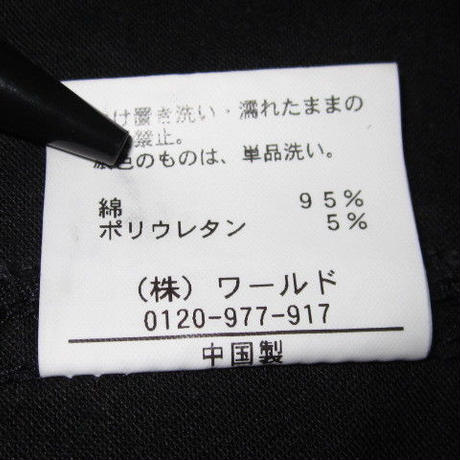 け置き洗い・濡れたままの
禁止。
色のものは、単品洗い。
綿 95%
ポリウレタン 5%
(株) ワールド
0120-977-917
中国製